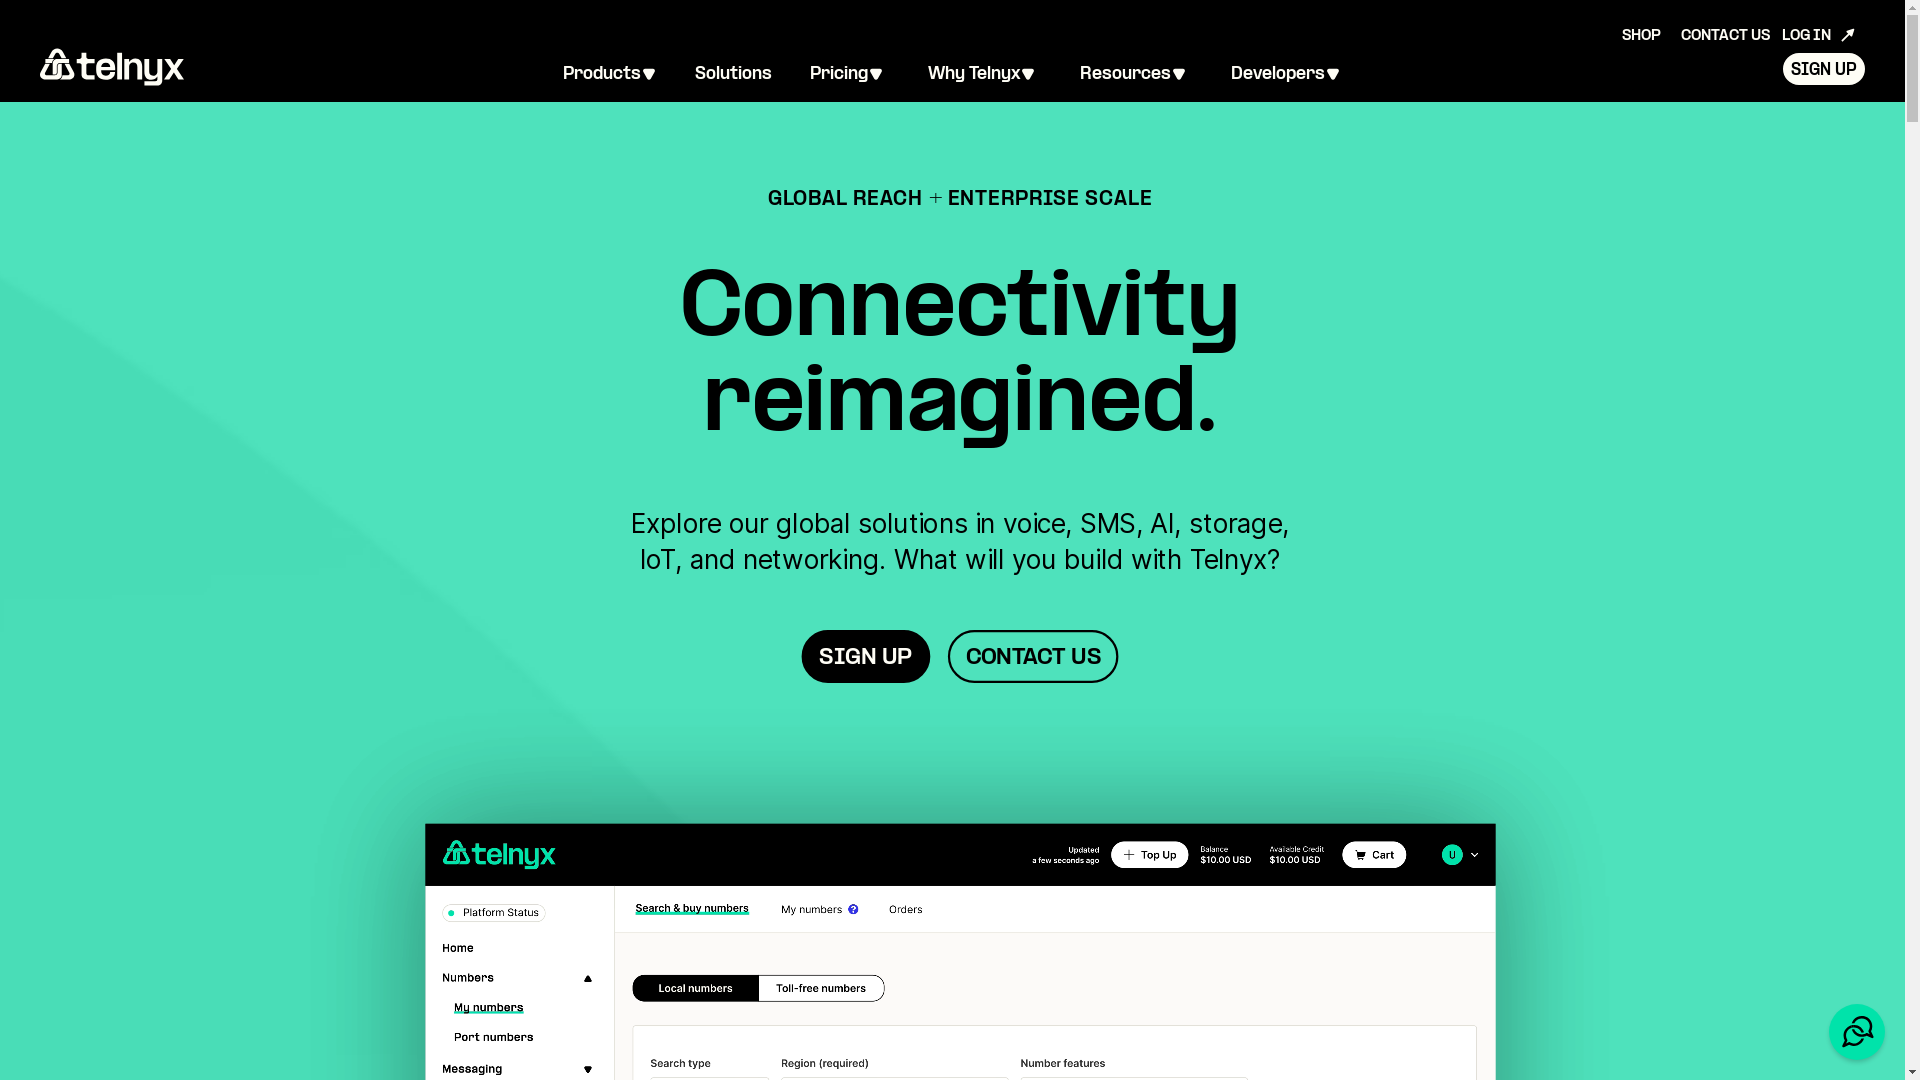 SHOP CONTACT US LOG IN
telnyx
Products Solutions Pricing Why Telnyx Resources Developers
SIGN UP
GLOBAL REACH + ENTERPRISE SCALE
Connectivity
reimagined.
Explore our global solutions in voice, SMS, AI, storage,
IoT, and networking. What will you build with Telnyx?
SIGN UP CONTACT US
telnyx
Updated
a few seconds ago
Top Up
Balance
$10.00 USD
Available Credit
$10.00 USD
Cart
U
Platform Status
Search & buy numbers My numbers ? Orders
Home
Numbers
My numbers
Port numbers
Messaging
Local numbers Toll-free numbers
Search type Region (required) Number features